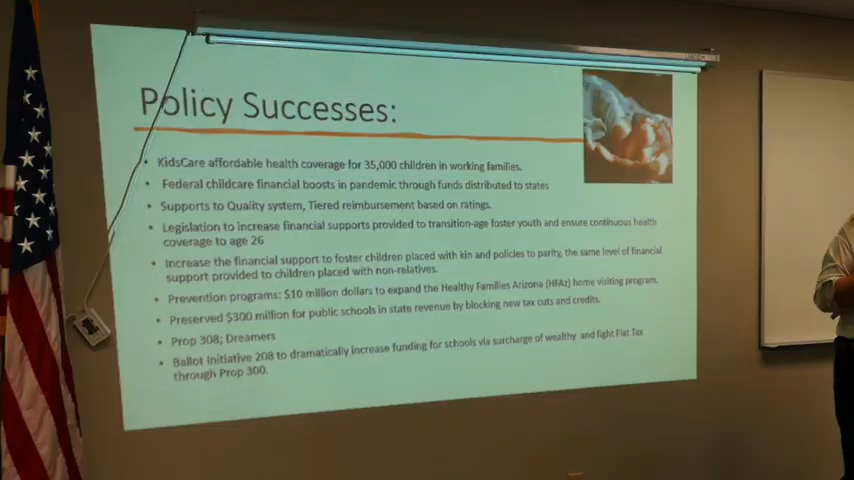 Policy Successes:
KidsCare affordable health coverage for 35,000 children in working families.
Federal childcare financial boosts in pandemic through funds distributed to states
Supports to Quality system, Tiered reimbursement based on ratings.
Legislation to increase financial supports provided to transition-age foster youth and ensure continuous health
coverage to age 26
Increase the financial support to foster children placed with kin and policies to parity, the same level of financial
support provided to children placed with non-relatives.
Prevention programs: $10 million dollars to expand the Healthy Families Arizona (HFAz) home visiting program.
Preserved $300 million for public schools in state revenue by blocking new tax cuts and credits.
Prop 308; Dreamers
Ballot Initiative 208 to dramatically increase funding for schools via surcharge of wealthy and fight Flat Tax
through Prop 300.